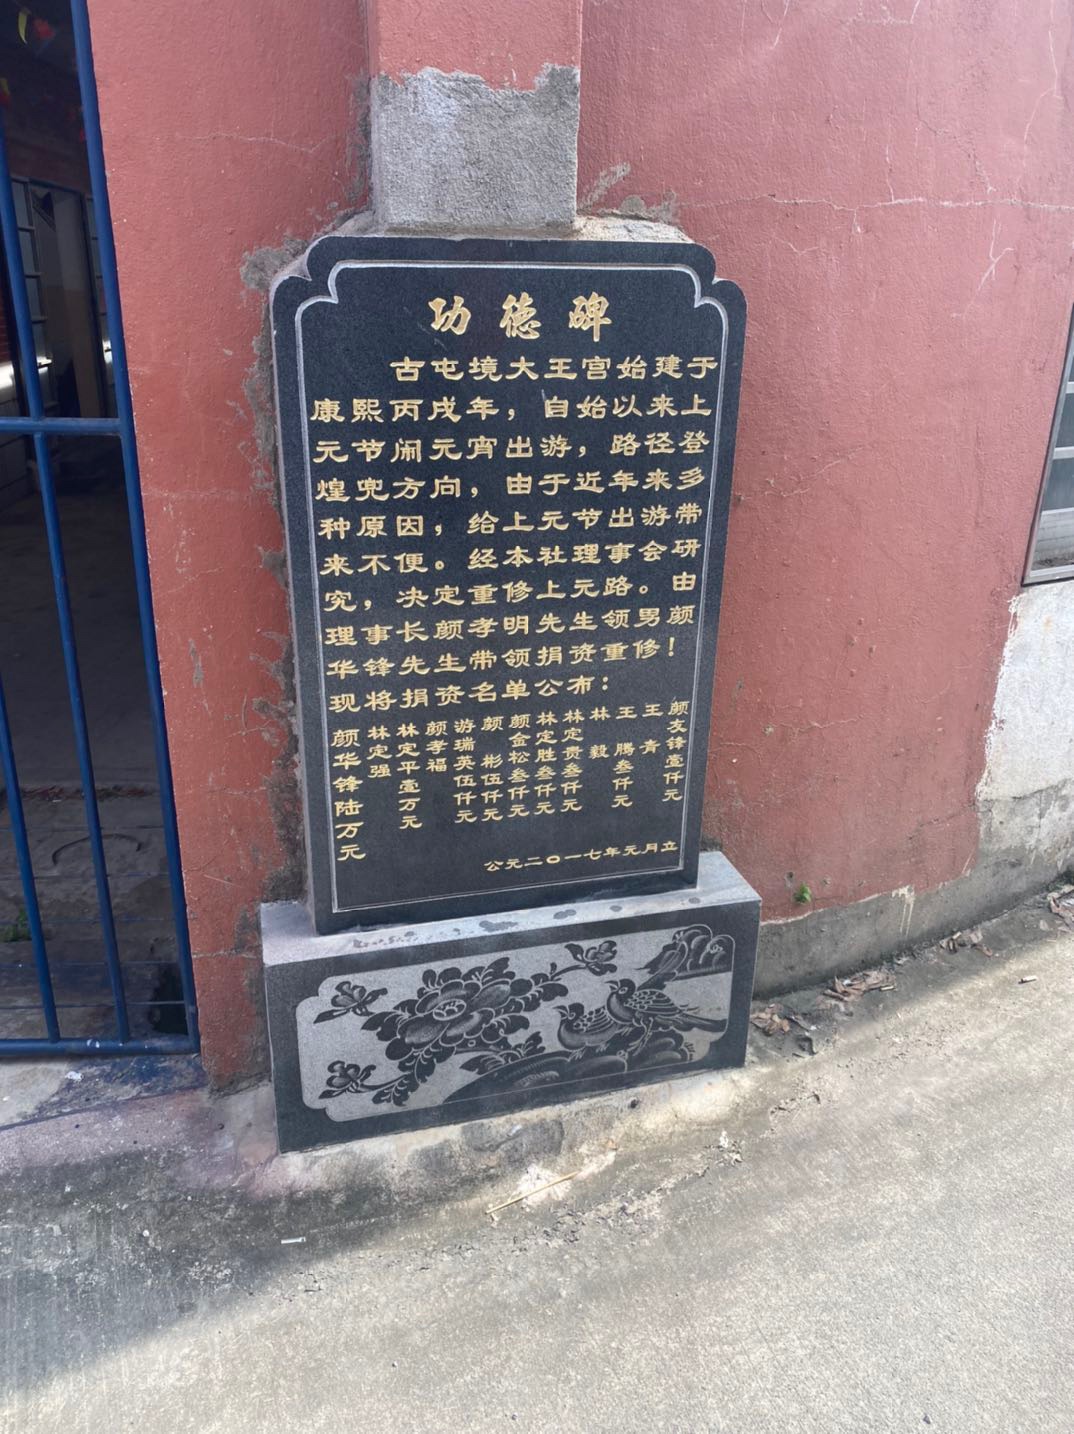 功德碑
古屯境大王宫始建于
康熙丙戌年，自始以来上
元节闹元宵出游，路径登
煌兜方向，由于近年来多
种原因，给上元节出游带
来不便。经本社理事会研
究，决定重修上元路。由
理事长颜孝明先生领男颜
华锋先生带领捐资重修！
现将捐资名单公布：
颜华锋陆万元
林定强
林定平壹万元
颜孝福
游瑞英伍仟元
颜彬伍仟元
颜金松叁仟元
林定胜叁仟元
林定贵叁仟元
林毅
王腾叁仟元
王青
颜友锋壹仟元
公元二〇一七年元月立